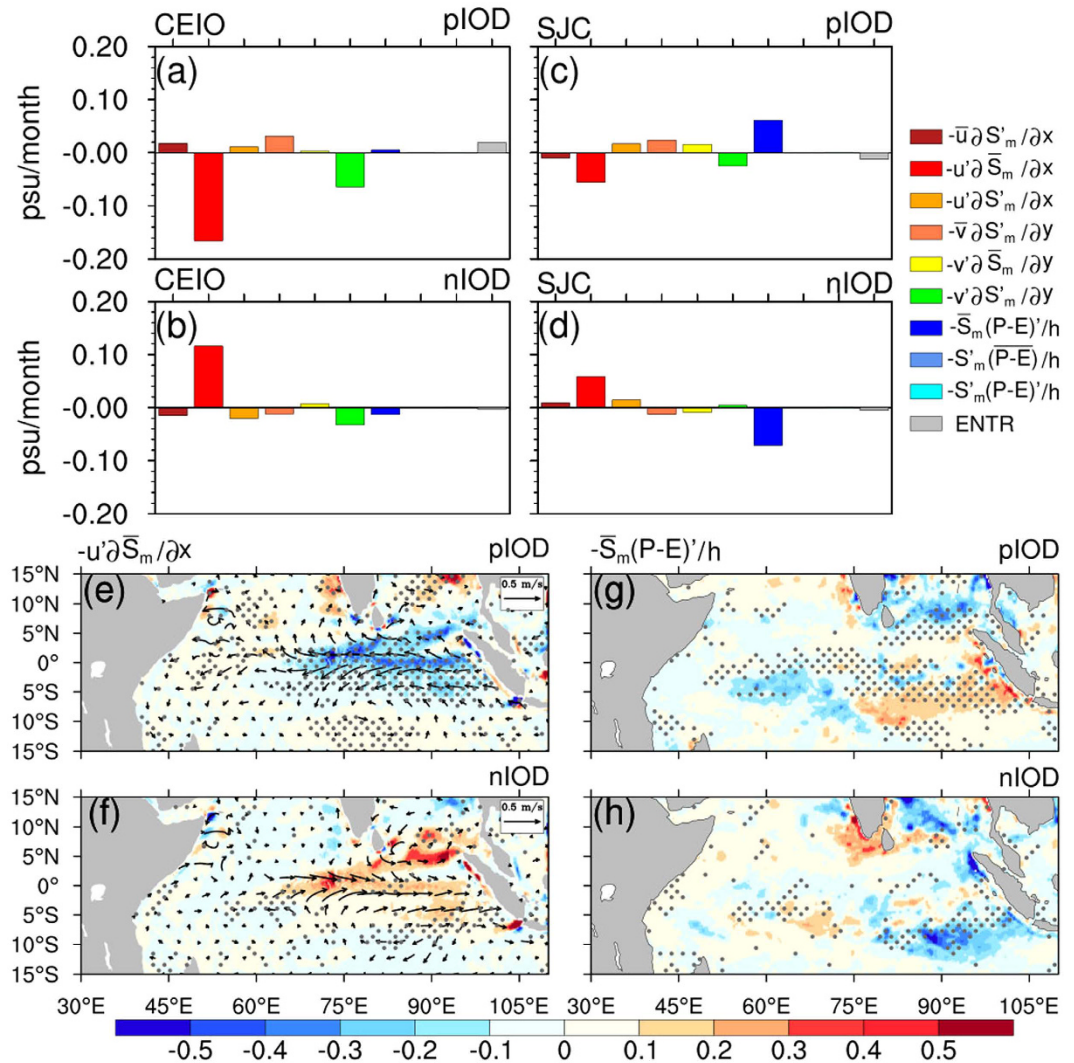 CEIO pIOD
(a)
0.20
0.10
-0.00
-0.10
-0.20
psu/month
SJC pIOD
(c)
CEIO nIOD
(b)
0.20
0.10
-0.00
-0.10
-0.20
psu/month
SJC nIOD
(d)
-u̅∂S'ₘ/∂x
-u'∂S̅ₘ/∂x
-u'∂S'ₘ/∂x
-v̅∂S'ₘ/∂y
-v'∂S̅ₘ/∂y
-v'∂S'ₘ/∂y
-S̅ₘ(P-E)'/h
-S'ₘ(P̅-̅E̅)/h
-S'ₘ(P-E)'/h
ENTR
-u'∂S̅ₘ/∂x pIOD
(e)
0.5 m/s
15°N
10°N
5°N
0°
5°S
10°S
15°S
-S̅ₘ(P-E)'/h pIOD
(g)
nIOD
(f)
0.5 m/s
15°N
10°N
5°N
0°
5°S
10°S
15°S
nIOD
(h)
30°E 45°E 60°E 75°E 90°E 105°E
30°E 45°E 60°E 75°E 90°E 105°E
-0.5 -0.4 -0.3 -0.2 -0.1 0 0.1 0.2 0.3 0.4 0.5